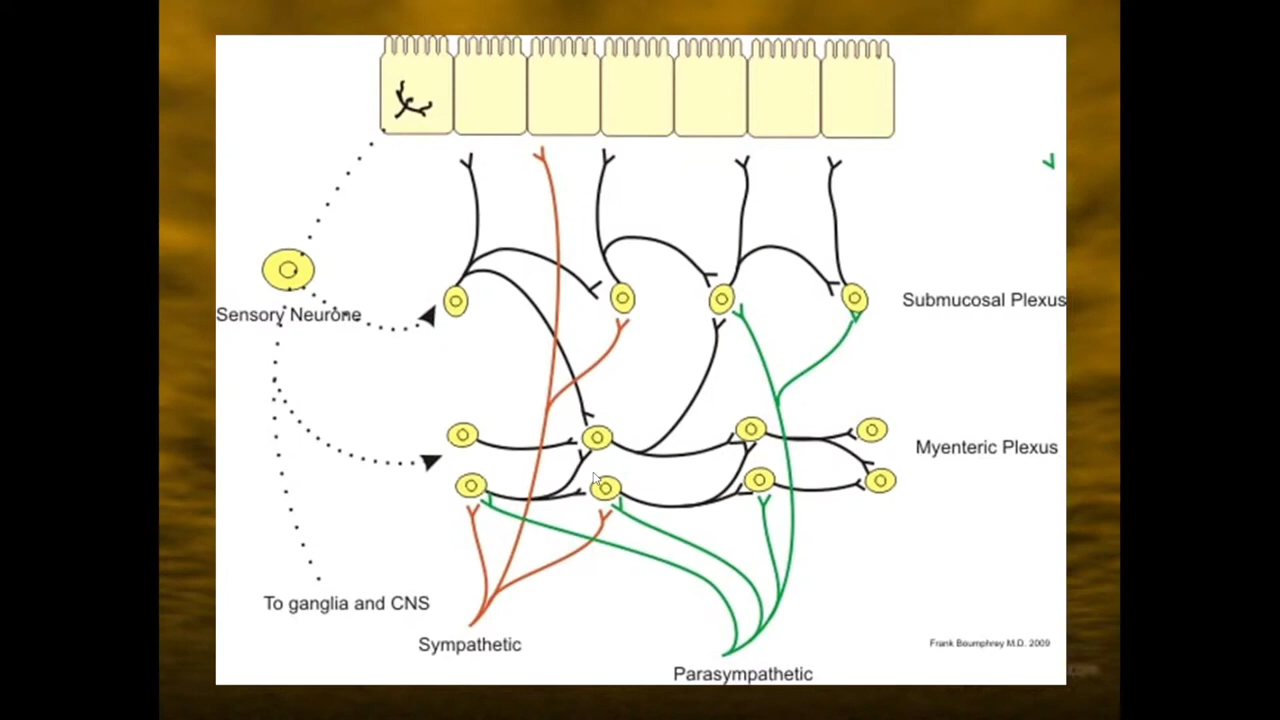 Sensory Neurone
Submucosal Plexus
Myenteric Plexus
To ganglia and CNS
Sympathetic
Frank Boumphrey M.D. 2009
Parasympathetic